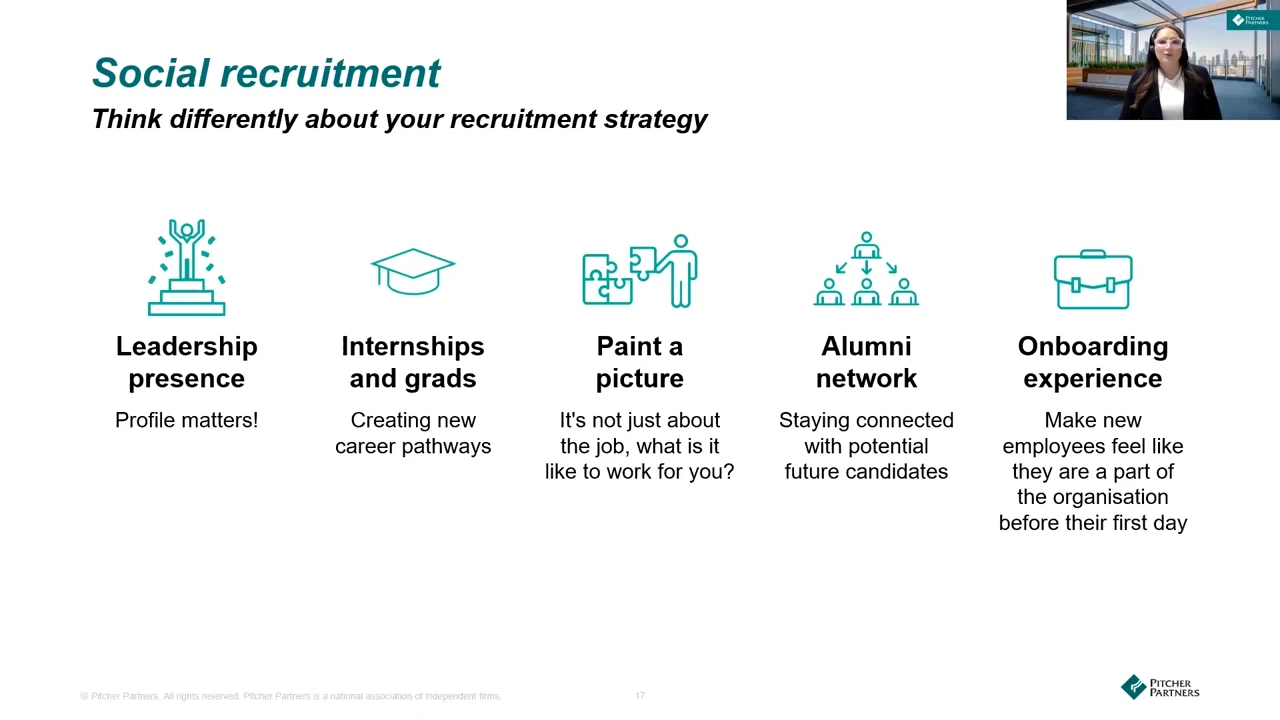 PITCHER
PARTNERS
Social recruitment
Think differently about your recruitment strategy
Leadership
presence
Profile matters!
Internships
and grads
Creating new
career pathways
Paint a
picture
It's not just about
the job, what is it
like to work for you?
Alumni
network
Staying connected
with potential
future candidates
Onboarding
experience
Make new
employees feel like
they are a part of
the organisation
before their first day
© Pitcher Partners. All rights reserved. Pitcher Partners is a national association of independent firms.
17
PITCHER
PARTNERS